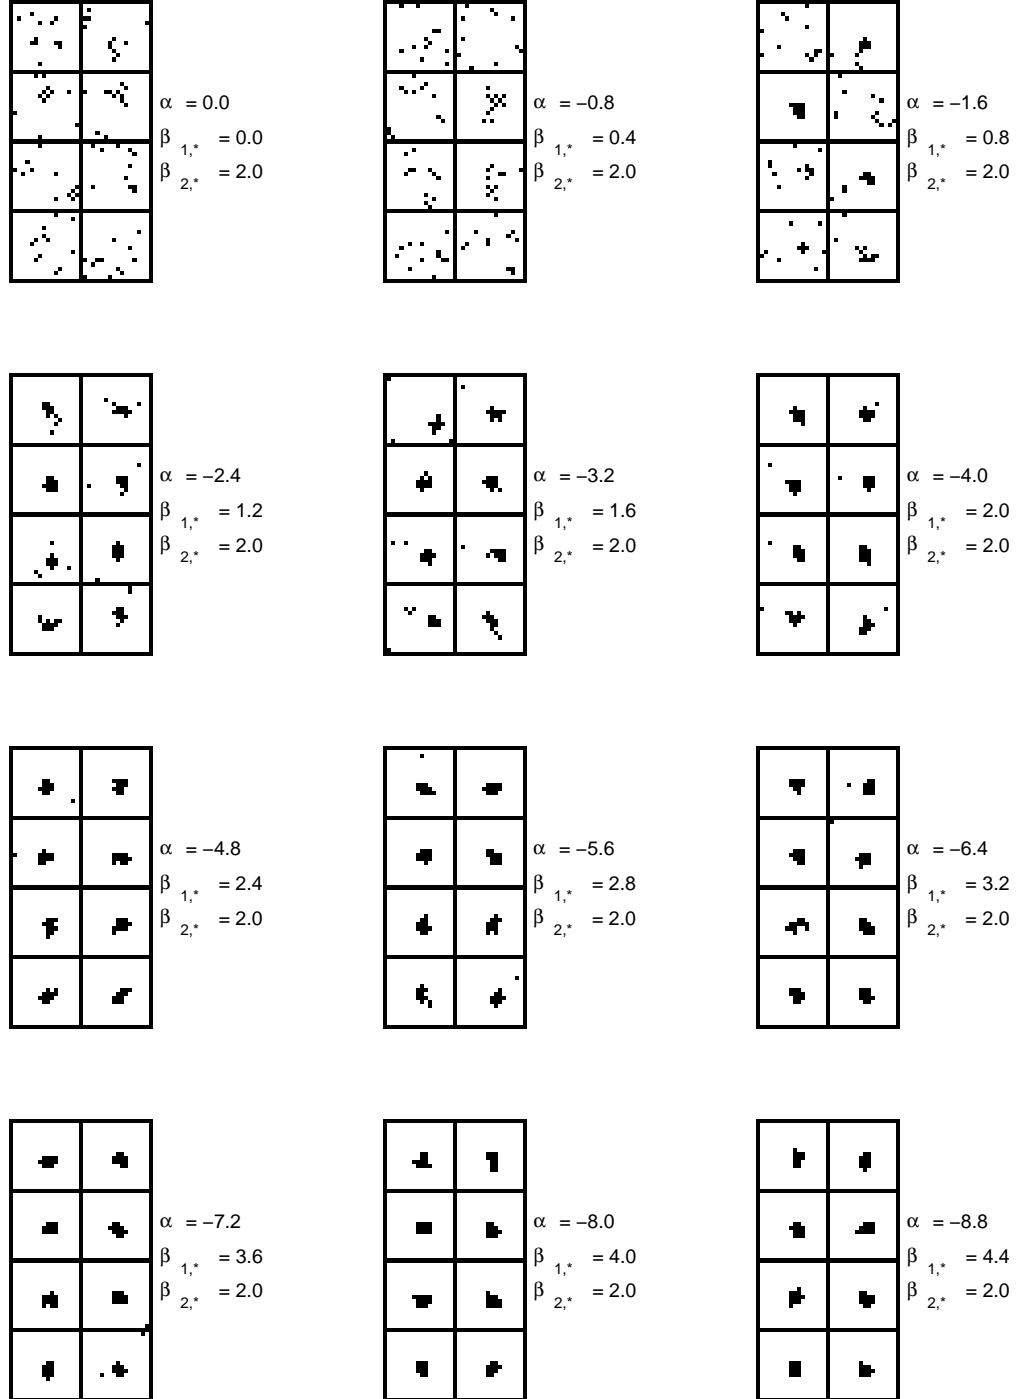 α = 0.0
β 1,* = 0.0
β 2,* = 2.0
α = −0.8
β 1,* = 0.4
β 2,* = 2.0
α = −1.6
β 1,* = 0.8
β 2,* = 2.0
α = −2.4
β 1,* = 1.2
β 2,* = 2.0
α = −3.2
β 1,* = 1.6
β 2,* = 2.0
α = −4.0
β 1,* = 2.0
β 2,* = 2.0
α = −4.8
β 1,* = 2.4
β 2,* = 2.0
α = −5.6
β 1,* = 2.8
β 2,* = 2.0
α = −6.4
β 1,* = 3.2
β 2,* = 2.0
α = −7.2
β 1,* = 3.6
β 2,* = 2.0
α = −8.0
β 1,* = 4.0
β 2,* = 2.0
α = −8.8
β 1,* = 4.4
β 2,* = 2.0